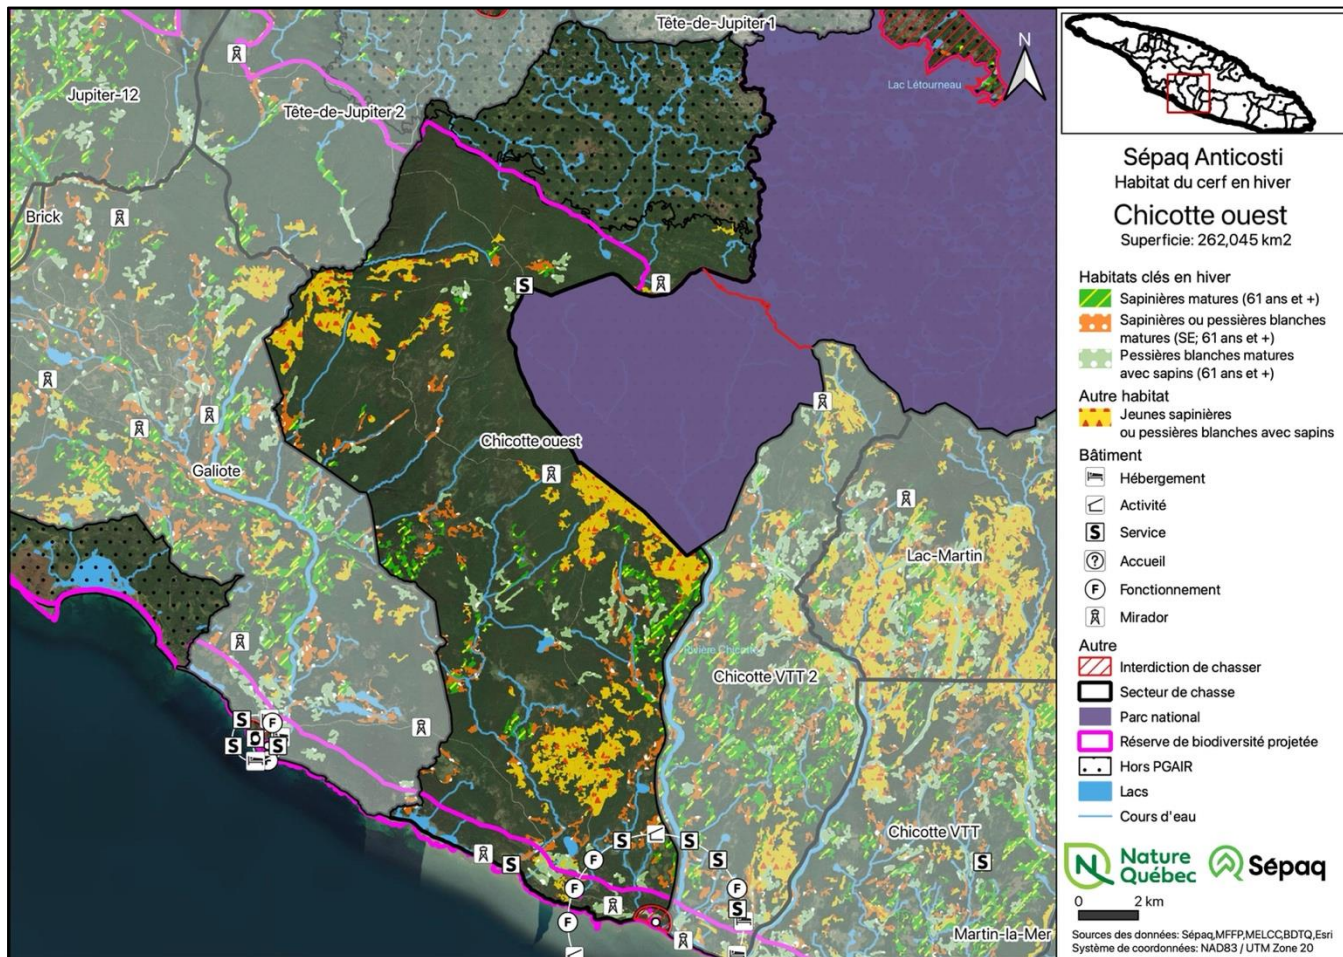 Tête-de-Jupiter 1
Jupiter-12
Lac Létourneau
N
Tête-de-Jupiter 2
Brick
S
Chicotte ouest
Galiote
Lac-Martin
Rivière Chicotte
Chicotte VTT 2
S
F
S
S
F
S
S
S
F
S
S
F
F
S
F
Chicotte VTT
S
Martin-la-Mer
Sépaq Anticosti
Habitat du cerf en hiver
Chicotte ouest
Superficie: 262,045 km2
Habitats clés en hiver
Sapinières matures (61 ans et +)
Sapinières ou pessières blanches
matures (SE; 61 ans et +)
Pessières blanches matures
avec sapins (61 ans et +)
Autre habitat
Jeunes sapinières
ou pessières blanches avec sapins
Bâtiment
Hébergement
Activité
S Service
? Accueil
F Fonctionnement
Mirador
Autre
Interdiction de chasser
Secteur de chasse
Parc national
Réserve de biodiversité projetée
Hors PGAIR
Lacs
Cours d'eau
N Nature
Québec
Sépaq
0 2 km
Sources des données: Sépaq,MFFP,MELCC,BDTQ,Esri
Système de coordonnées: NAD83 / UTM Zone 20